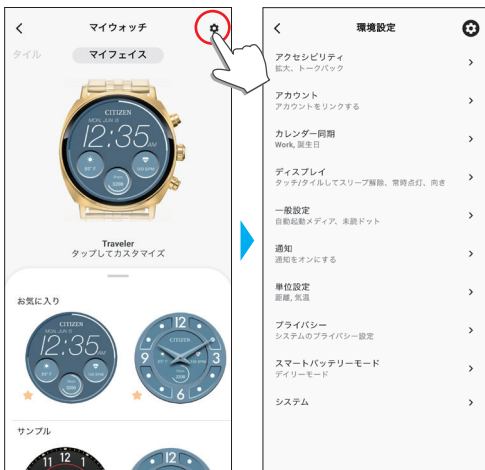 マイウォッチ
タイル
マイフェイス
CITIZEN
MON, JUN 8
12:35
Traveler
タップしてカスタマイズ
お気に入り
CITIZEN
12:35
12
CITIZEN
9
3
6
サンプル
11 12 1
12
環境設定
アクセシビリティ
拡大、トークバック
アカウント
アカウントをリンクする
カレンダー同期
Work, 誕生日
ディスプレイ
タッチ/タイルしてスリープ解除、常時点灯、向き
一般設定
自動起動メディア、未読ドット
通知
通知をオンにする
単位設定
距離, 気温
プライバシー
システムのプライバシー設定
スマートバッテリーモード
デイリーモード
システム